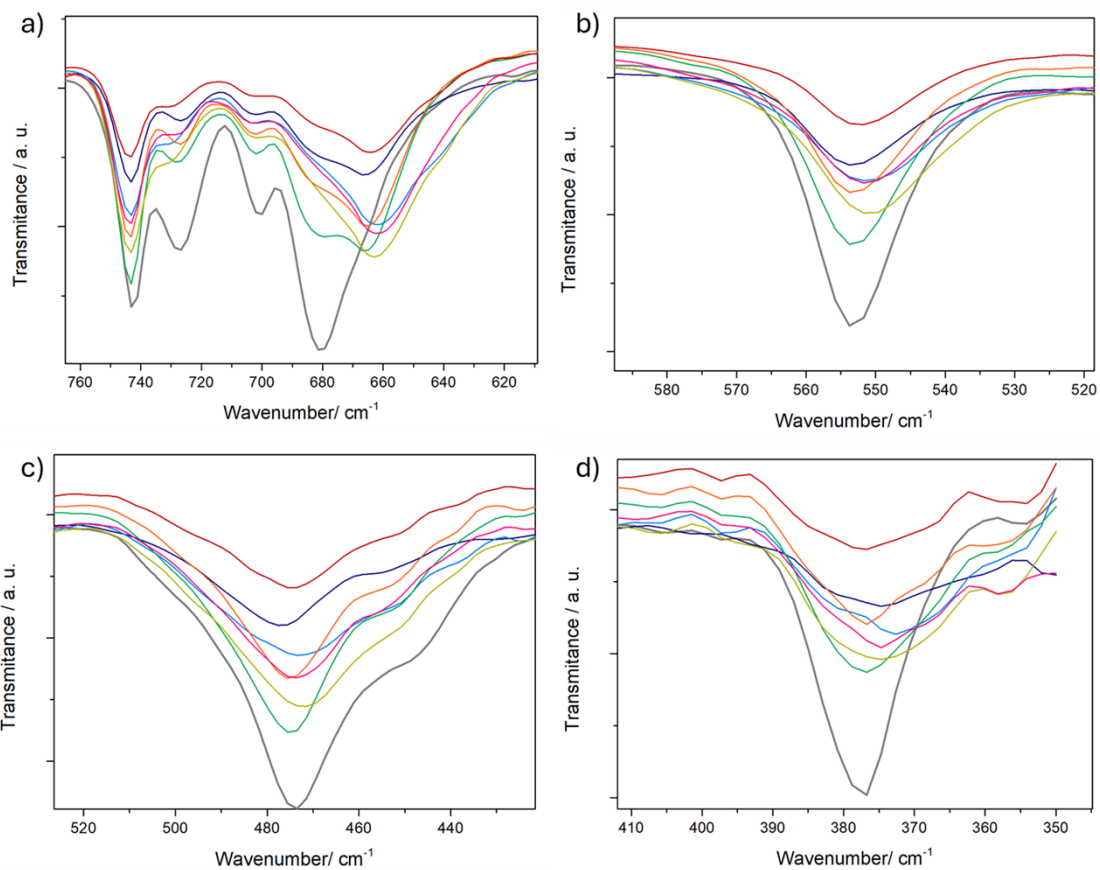 a)
Transmitance / a. u.
760 740 720 700 680 660 640 620
Wavenumber/ cm⁻¹
b)
Transmitance / a. u.
580 570 560 550 540 530 520
Wavenumber/ cm⁻¹
c)
Transmitance / a. u.
520 500 480 460 440
Wavenumber/ cm⁻¹
d)
Transmitance / a. u.
410 400 390 380 370 360 350
Wavenumber/ cm⁻¹